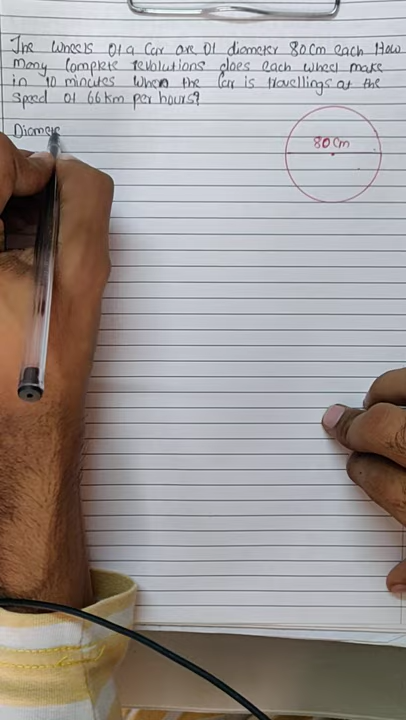 The wheels of a Car are of diameter 80 Cm each How
many Complete revolutions does each wheel make
in 10 minutes when the Car is travellings at the
Speed of 66 km per hours?
Diamete
80 Cm